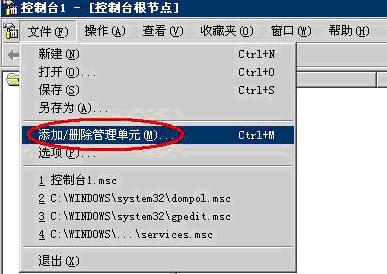 控制台1 - [控制台根节点]
文件(F) 操作(A) 查看(V) 收藏夹(O) 窗口(W) 帮助(H)
新建(N) Ctrl+N
打开(O)... Ctrl+O
保存(S) Ctrl+S
另存为(A)...
添加/删除管理单元(M)... Ctrl+M
选项(P)...
1 控制台1.msc
2 C:\WINDOWS\system32\dompol.msc
3 C:\WINDOWS\system32\gpedit.msc
4 C:\WINDOWS\...\services.msc
退出(X)